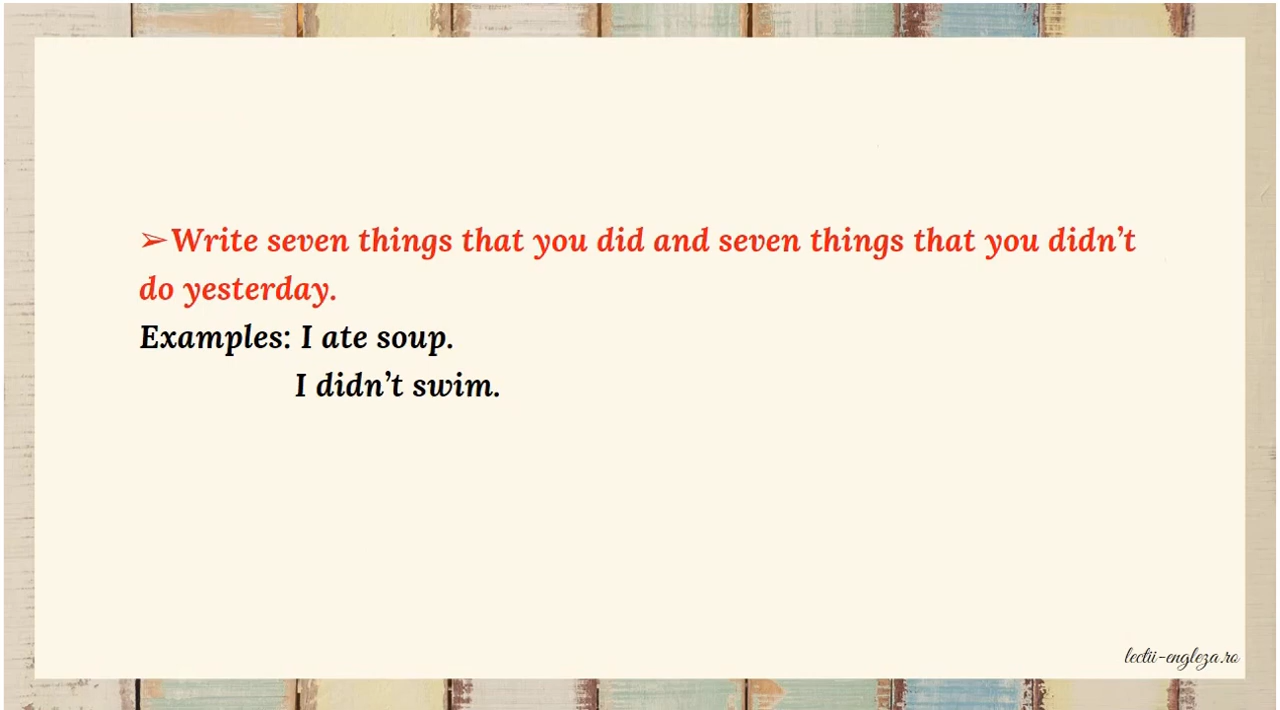 ➢Write seven things that you did and seven things that you didn’t
do yesterday.
Examples: I ate soup.
I didn’t swim.
lectii-engleza.ro